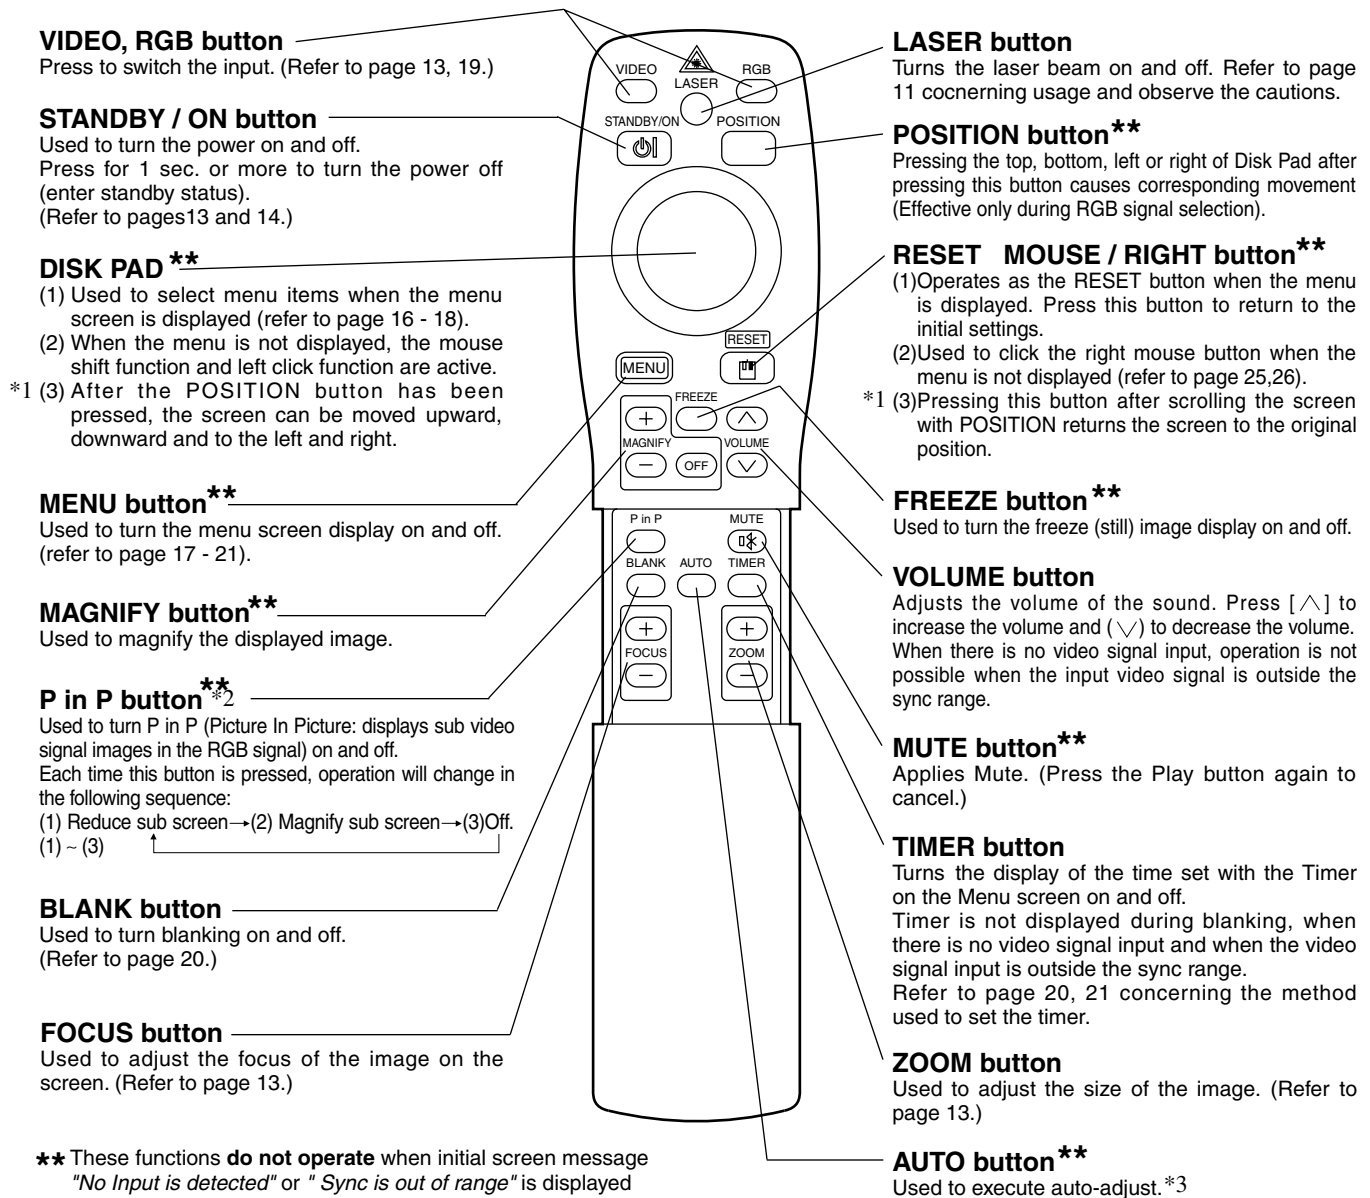 VIDEO, RGB button
Press to switch the input. (Refer to page 13, 19.)
STANDBY / ON button
Used to turn the power on and off.
Press for 1 sec. or more to turn the power off
(enter standby status).
(Refer to pages13 and 14.)
DISK PAD **
(1) Used to select menu items when the menu
screen is displayed (refer to page 16 - 18).
(2) When the menu is not displayed, the mouse
shift function and left click function are active.
*1 (3) After the POSITION button has been
pressed, the screen can be moved upward,
downward and to the left and right.
MENU button**
Used to turn the menu screen display on and off.
(refer to page 17 - 21).
MAGNIFY button**
Used to magnify the displayed image.
P in P button**
*2
Used to turn P in P (Picture In Picture: displays sub video
signal images in the RGB signal) on and off.
Each time this button is pressed, operation will change in
the following sequence:
(1) Reduce sub screen→(2) Magnify sub screen→(3)Off.
(1) ~ (3)
BLANK button
Used to turn blanking on and off.
(Refer to page 20.)
FOCUS button
Used to adjust the focus of the image on the
screen. (Refer to page 13.)
** These functions do not operate when initial screen message
"No Input is detected" or " Sync is out of range" is displayed
VIDEO
LASER
RGB
STANDBY/ON
POSITION
RESET
MENU
FREEZE
MAGNIFY
VOLUME
OFF
P in P
MUTE
BLANK
AUTO
TIMER
FOCUS
ZOOM
LASER button
Turns the laser beam on and off. Refer to page
11 cocnerning usage and observe the cautions.
POSITION button**
Pressing the top, bottom, left or right of Disk Pad after
pressing this button causes corresponding movement
(Effective only during RGB signal selection).
RESET MOUSE / RIGHT button**
(1)Operates as the RESET button when the menu
is displayed. Press this button to return to the
initial settings.
(2)Used to click the right mouse button when the
menu is not displayed (refer to page 25,26).
*1 (3)Pressing this button after scrolling the screen
with POSITION returns the screen to the original
position.
FREEZE button **
Used to turn the freeze (still) image display on and off.
VOLUME button
Adjusts the volume of the sound. Press [ ∧ ] to
increase the volume and ( ∨ ) to decrease the volume.
When there is no video signal input, operation is not
possible when the input video signal is outside the
sync range.
MUTE button**
Applies Mute. (Press the Play button again to
cancel.)
TIMER button
Turns the display of the time set with the Timer
on the Menu screen on and off.
Timer is not displayed during blanking, when
there is no video signal input and when the video
signal input is outside the sync range.
Refer to page 20, 21 concerning the method
used to set the timer.
ZOOM button
Used to adjust the size of the image. (Refer to
page 13.)
AUTO button**
Used to execute auto-adjust.*3